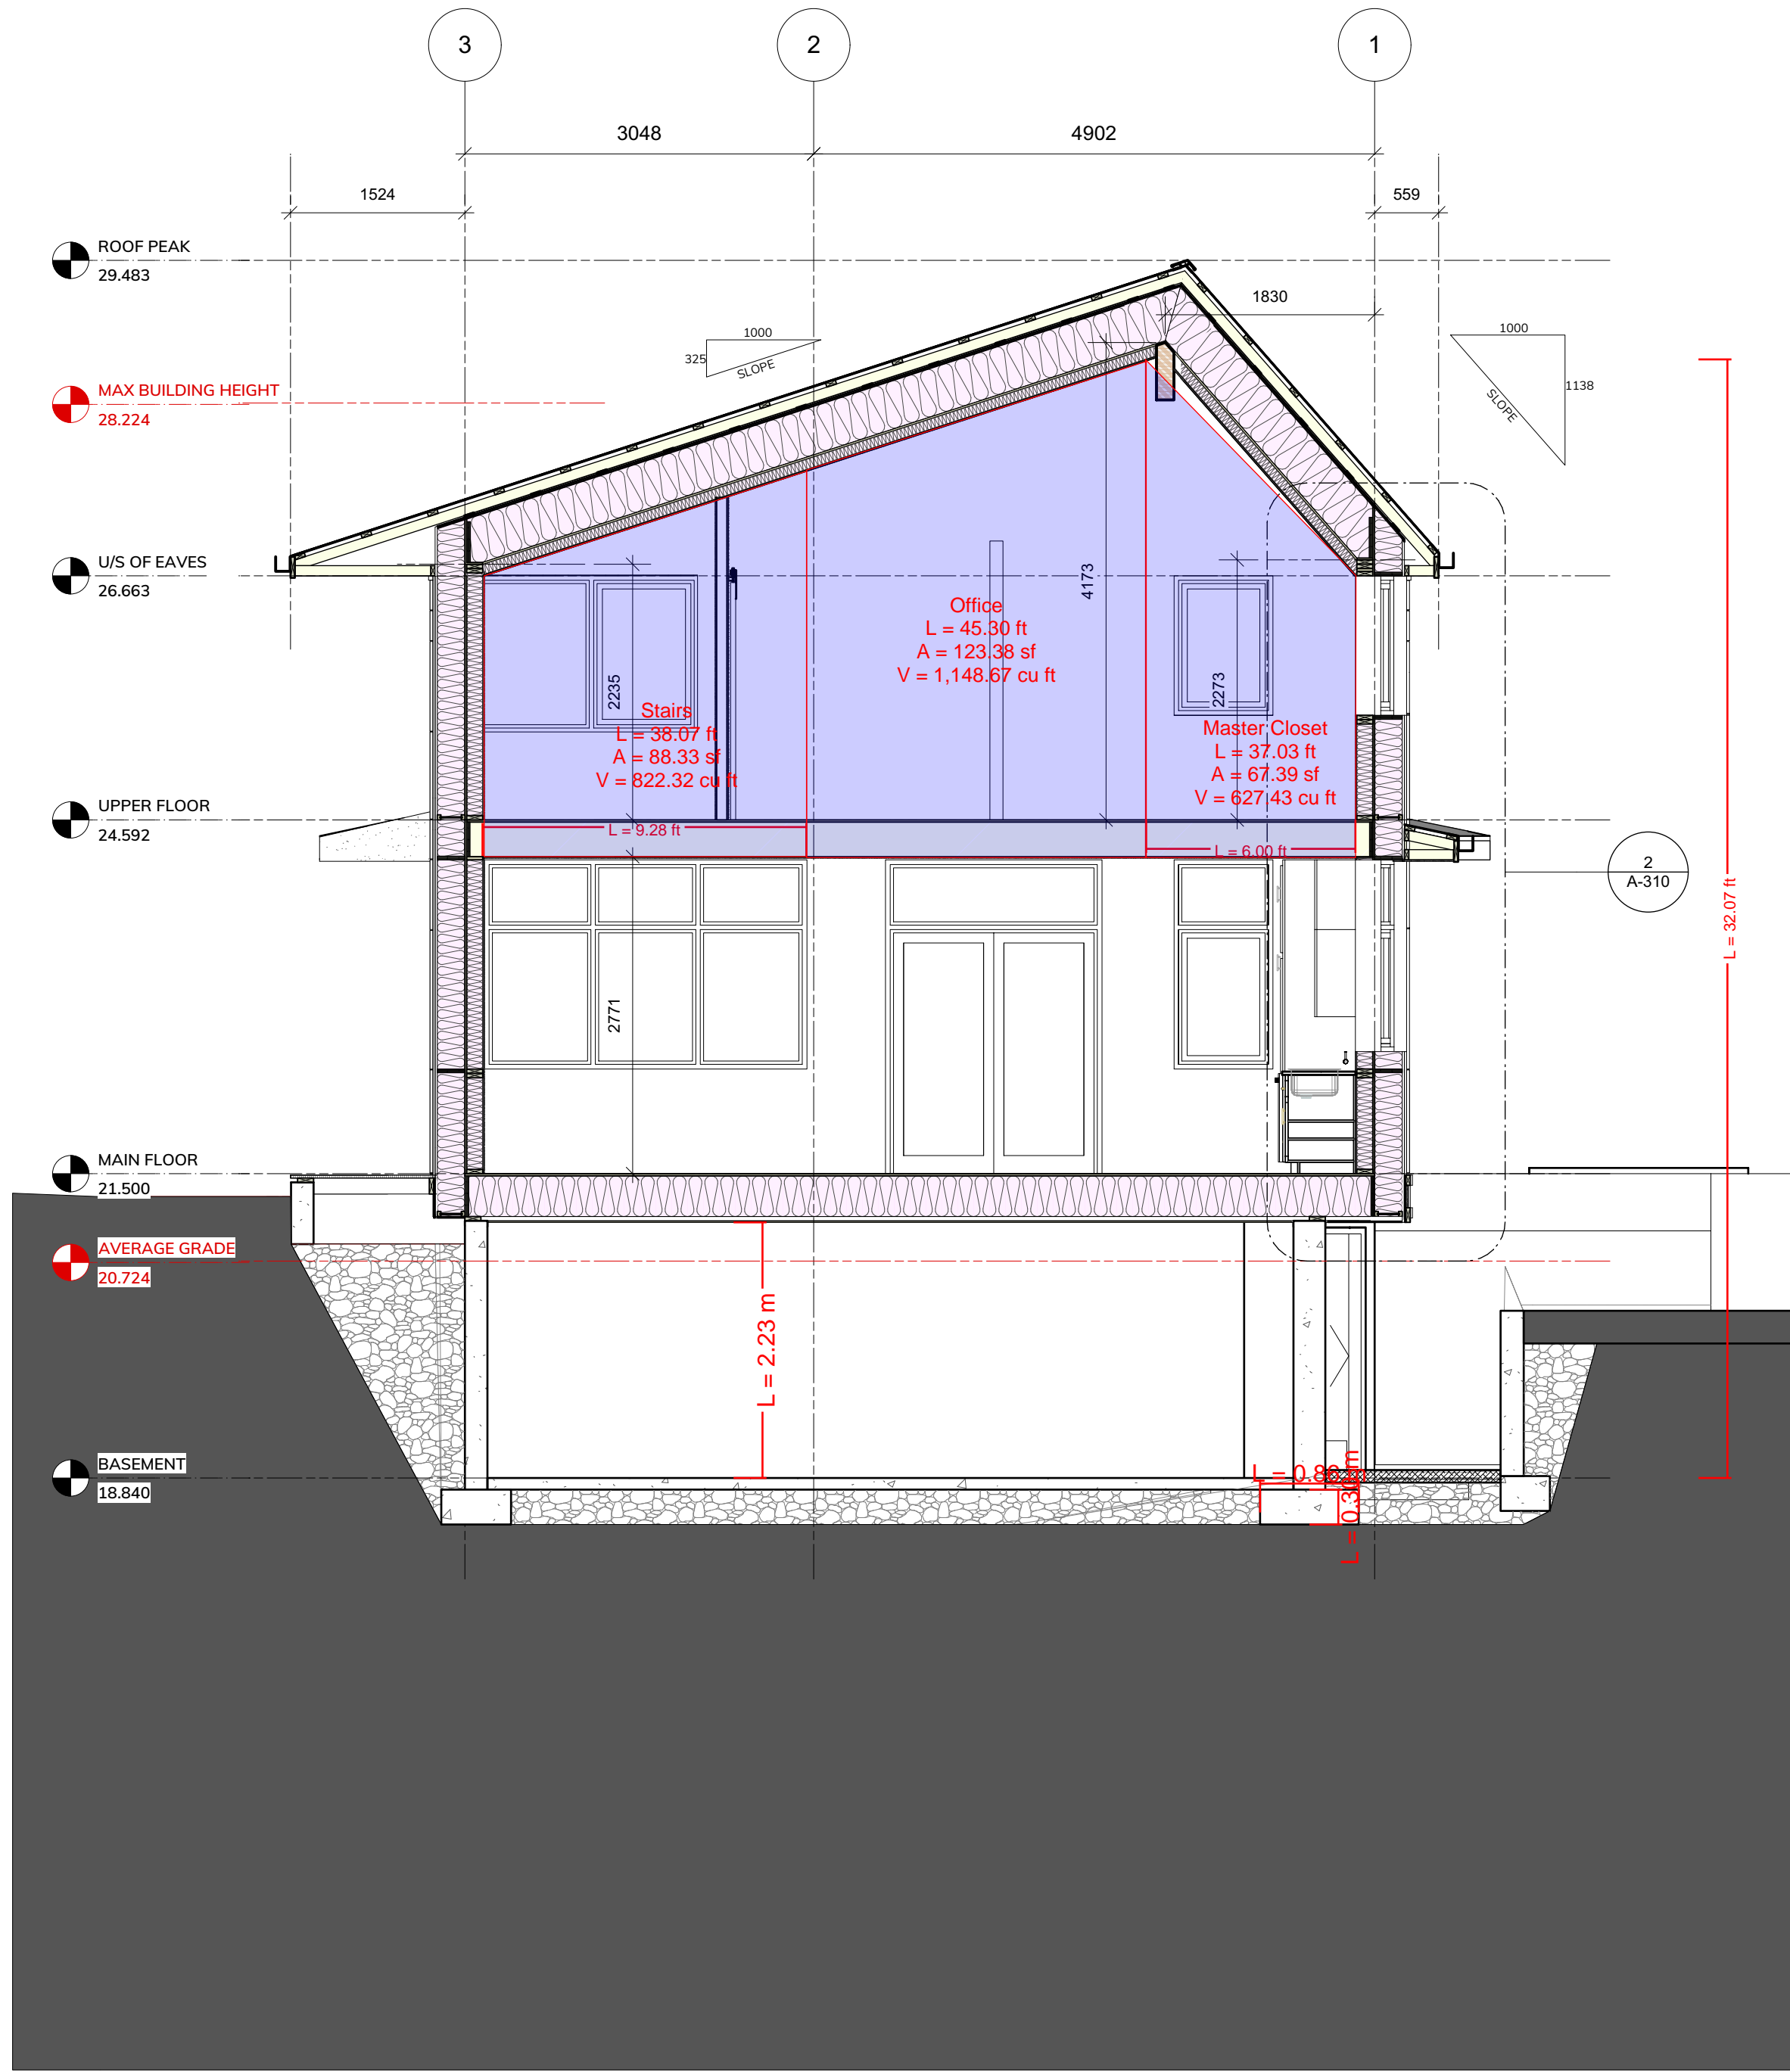 3
2
1
3048
4902
1524
559
ROOF PEAK
29.483
1830
1000
325
SLOPE
1000
1138
SLOPE
MAX BUILDING HEIGHT
28.224
U/S OF EAVES
26.663
4173
Office
L = 45.30 ft
A = 123.38 sf
V = 1,148.67 cu ft
2235
2273
Stairs
L = 38.07 ft
A = 88.33 sf
V = 822.32 cu ft
Master Closet
L = 37.03 ft
A = 67.39 sf
V = 627.43 cu ft
UPPER FLOOR
24.592
L = 9.28 ft
L = 6.00 ft
2
A-310
L = 32.07 ft
2771
MAIN FLOOR
21.500
AVERAGE GRADE
20.724
L = 2.23 m
BASEMENT
18.840
L = 0.30 m